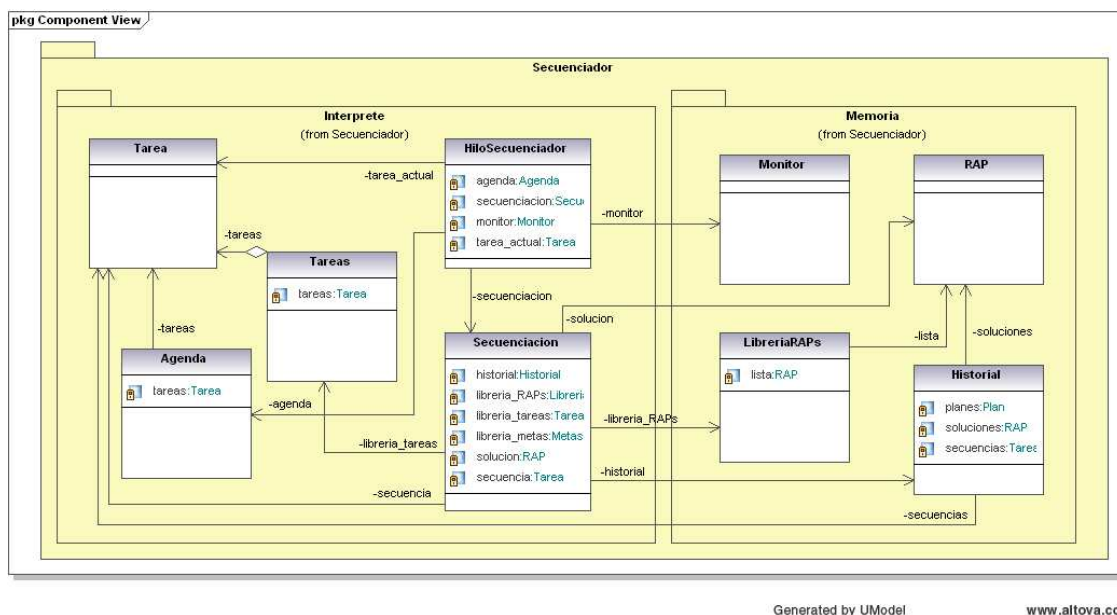 pkg Component View
Secuenciador
Interprete
(from Secuenciador)
Tarea
HiloSecuenciador
agenda:Agenda
secuenciacion:Secu
monitor:Monitor
tarea_actual:Tarea
-tarea_actual
-monitor
-tareas
Tareas
tareas:Tarea
-secuenciacion
-solucion
-tareas
Agenda
tareas:Tarea
-agenda
Secuenciacion
historial:Historial
libreria_RAPs:Libreri
libreria_tareas:Tarea
libreria_metas:Metas
solucion:RAP
secuencia:Tarea
-libreria_tareas
-libreria_RAPs
-historial
-secuencia
Memoria
(from Secuenciador)
Monitor
RAP
LibreriaRAPs
lista:RAP
-lista
-soluciones
Historial
planes:Plan
soluciones:RAP
secuencias:Tare
-secuencias
Generated by UModel
www.altova.co